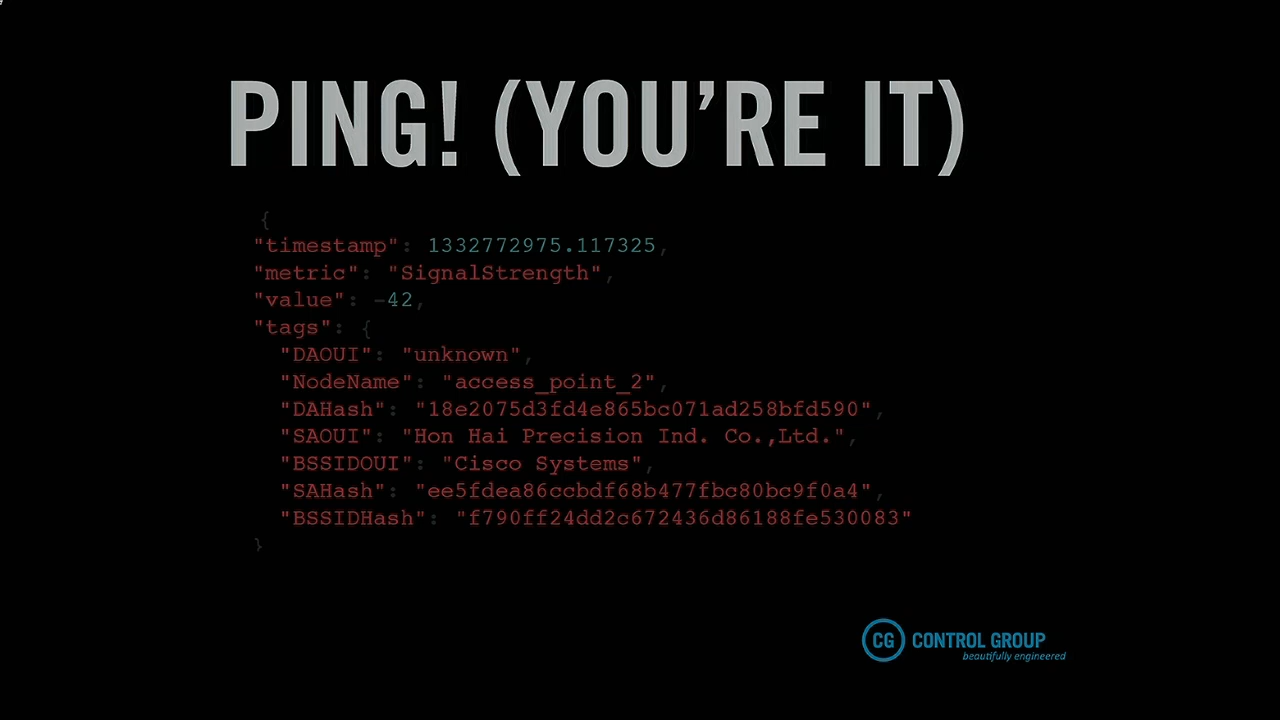 PING! (YOU'RE IT)
{
"timestamp": 1332772975.117325,
"metric": "SignalStrength",
"value": -42,
"tags": {
"DAOUI": "unknown",
"NodeName": "access_point_2",
"DAHash": "18e2075d3fd4e865bc071ad258bfd590",
"SAOUI": "Hon Hai Precision Ind. Co.,Ltd.",
"BSSIDOUI": "Cisco Systems",
"SAHash": "ee5fdea86ccbdf68b477fbc80bc9f0a4",
"BSSIDHash": "f790ff24dd2c672436d86188fe530083"
}
CG CONTROL GROUP
beautifully engineered